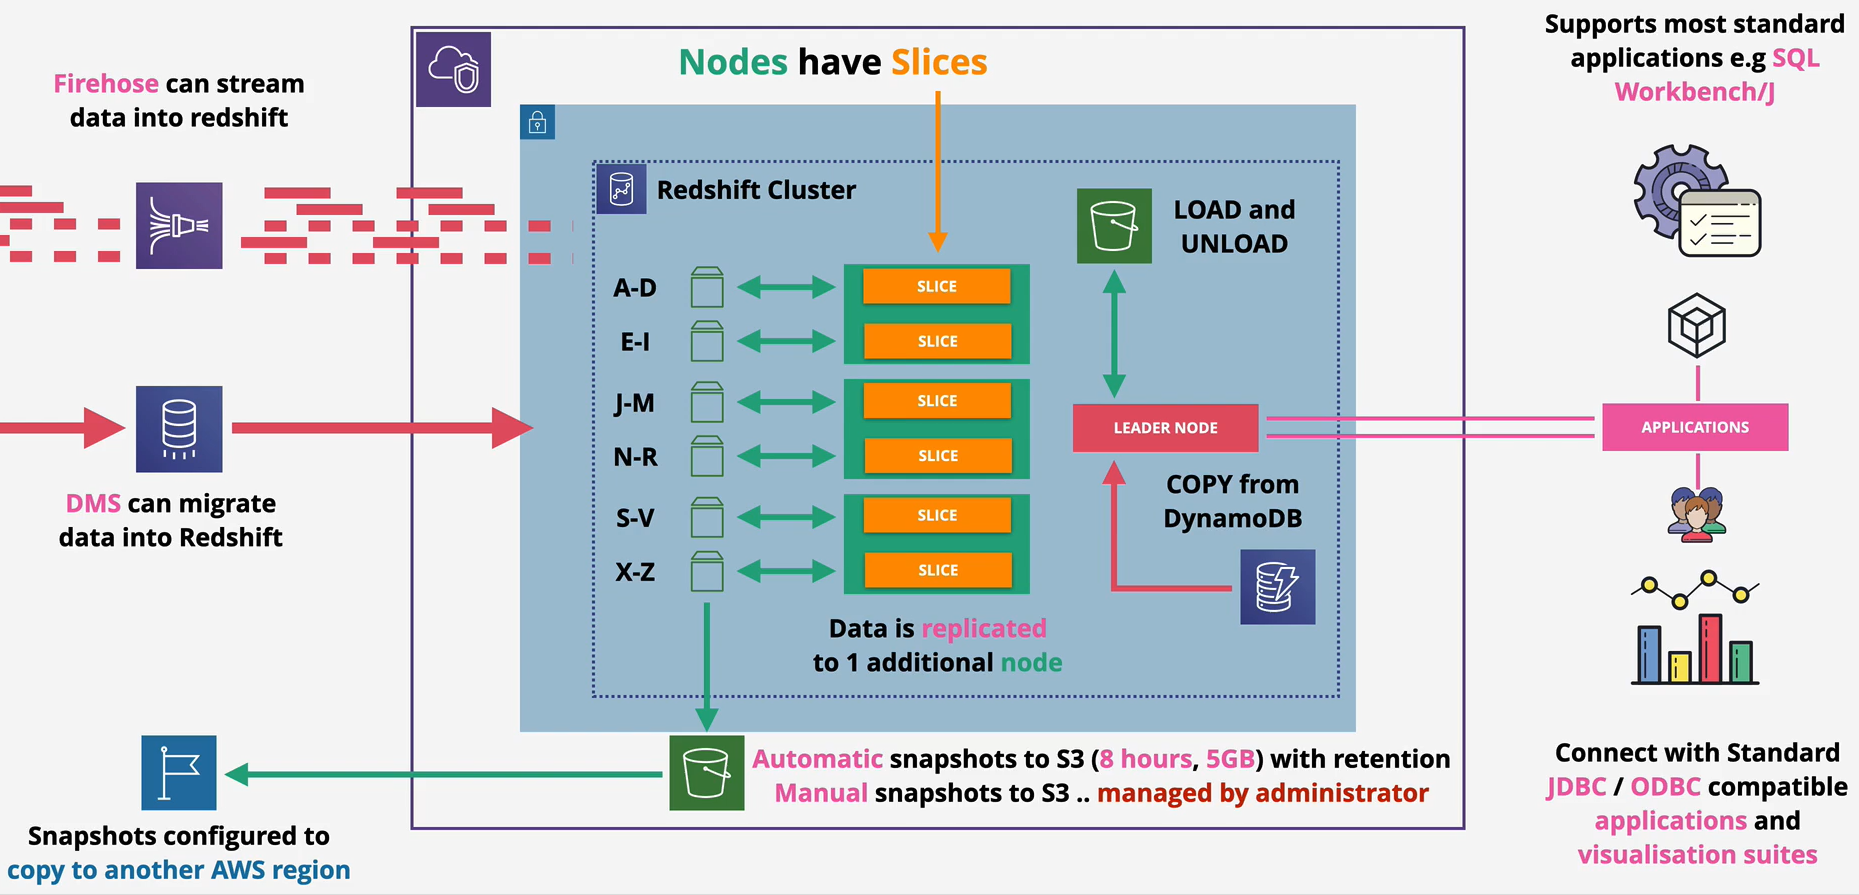 Nodes have Slices
Firehose can stream
data into redshift
Supports most standard
applications e.g SQL
Workbench/J
Redshift Cluster
LOAD and
UNLOAD
A-D
SLICE
E-I
SLICE
J-M
SLICE
N-R
SLICE
S-V
SLICE
X-Z
SLICE
LEADER NODE
APPLICATIONS
COPY from
DynamoDB
DMS can migrate
data into Redshift
Data is replicated
to 1 additional node
Automatic snapshots to S3 (8 hours, 5GB) with retention
Manual snapshots to S3 .. managed by administrator
Snapshots configured to
copy to another AWS region
Connect with Standard
JDBC / ODBC compatible
applications and
visualisation suites